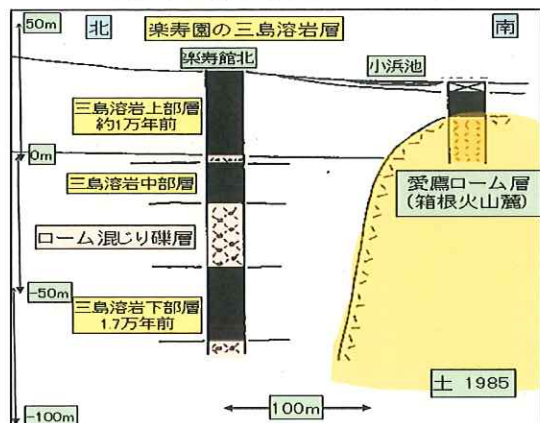 50m
北
楽寿園の三島溶岩層
南
楽寿館北
小浜池
三島溶岩上部層
約1万年前
0m
三島溶岩中部層
愛鷹ローム層
(箱根火山麓)
ローム混じり礫層
-50m
三島溶岩下部層
1.7万年前
土 1985
100m
-100m